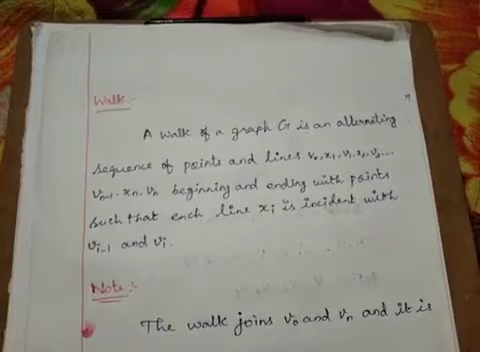 Walk:-
A walk of a graph G is an alternating
sequence of points and lines v₀, x₁, v₁, x₂, v₂...
vₙ₋₁, xₙ, vₙ beginning and ending with points
such that each line xᵢ is incident with
vᵢ₋₁ and vᵢ.
Note:-
The walk joins v₀ and vₙ and it is